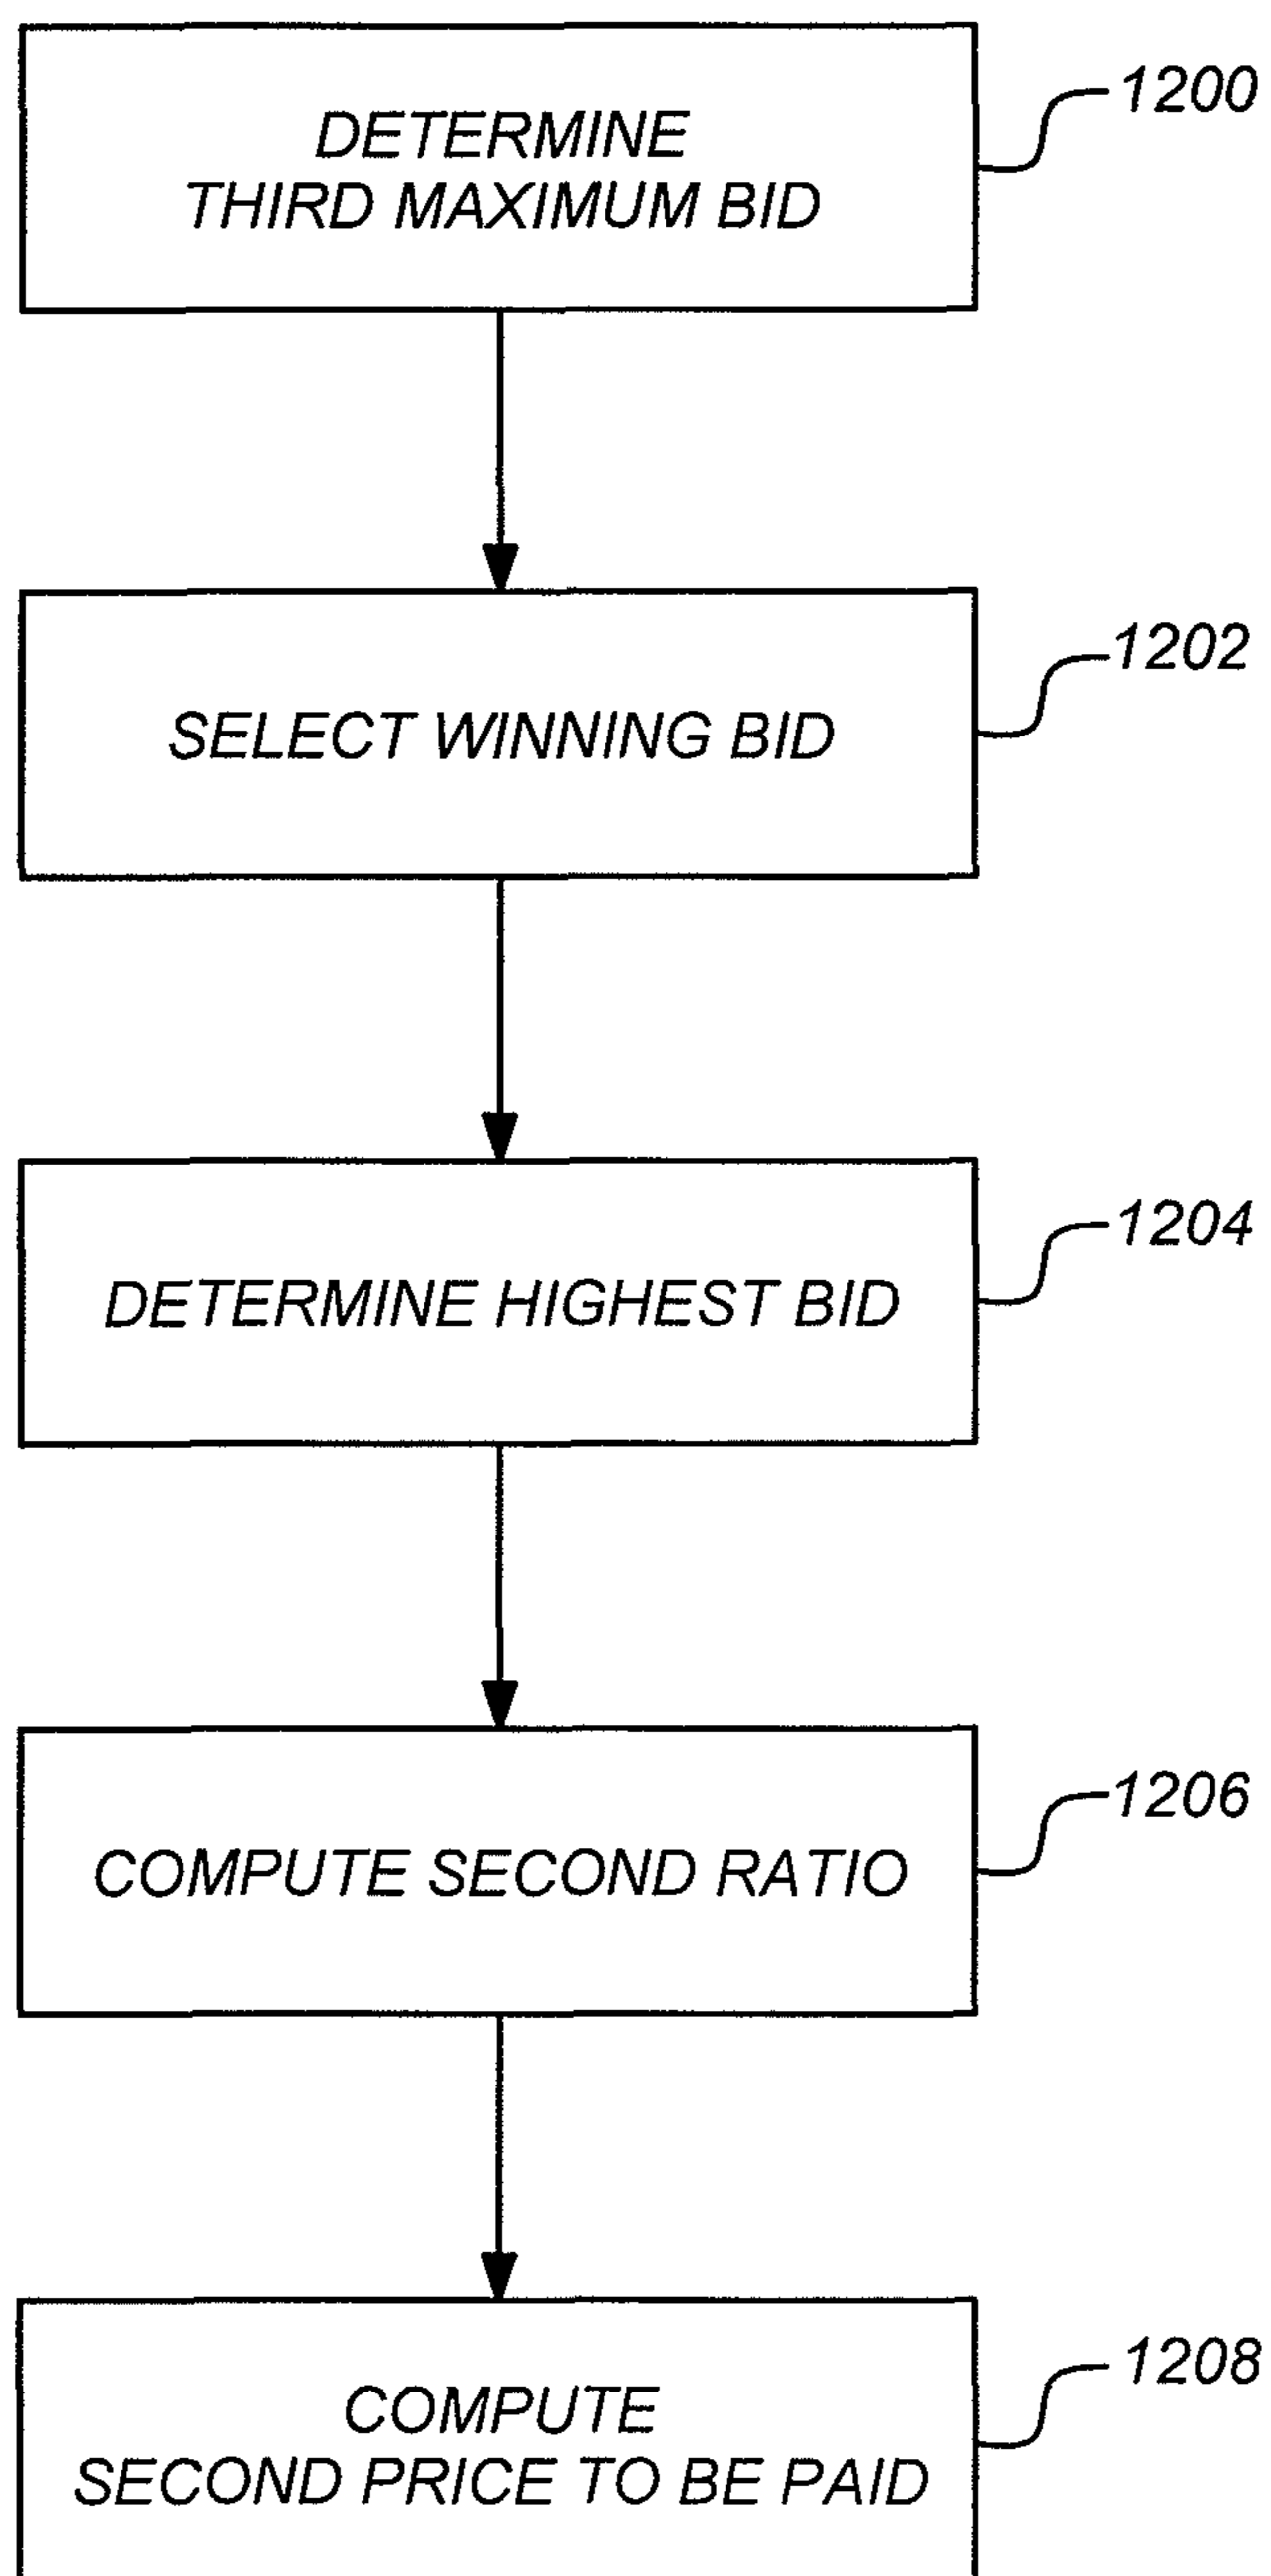 DETERMINE
THIRD MAXIMUM BID
1200
SELECT WINNING BID
1202
DETERMINE HIGHEST BID
1204
COMPUTE SECOND RATIO
1206
COMPUTE
SECOND PRICE TO BE PAID
1208